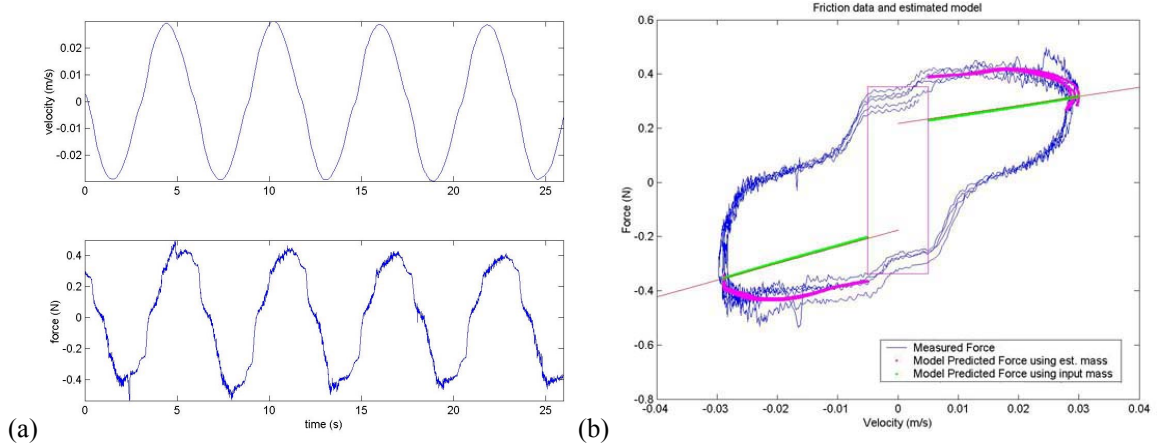 0.02
0.01
0
-0.01
-0.02
velocity (m/s)
0 5 10 15 20 25
0.4
0.2
0
-0.2
-0.4
force (N)
0 5 10 15 20 25
time (s)
(a)
Friction data and estimated model
0.6
0.4
0.2
0
-0.2
-0.4
-0.6
-0.8
Force (N)
Measured Force
Model Predicted Force using est. mass
Model Predicted Force using input mass
-0.04 -0.03 -0.02 -0.01 0 0.01 0.02 0.03 0.04
Velocity (m/s)
(b)